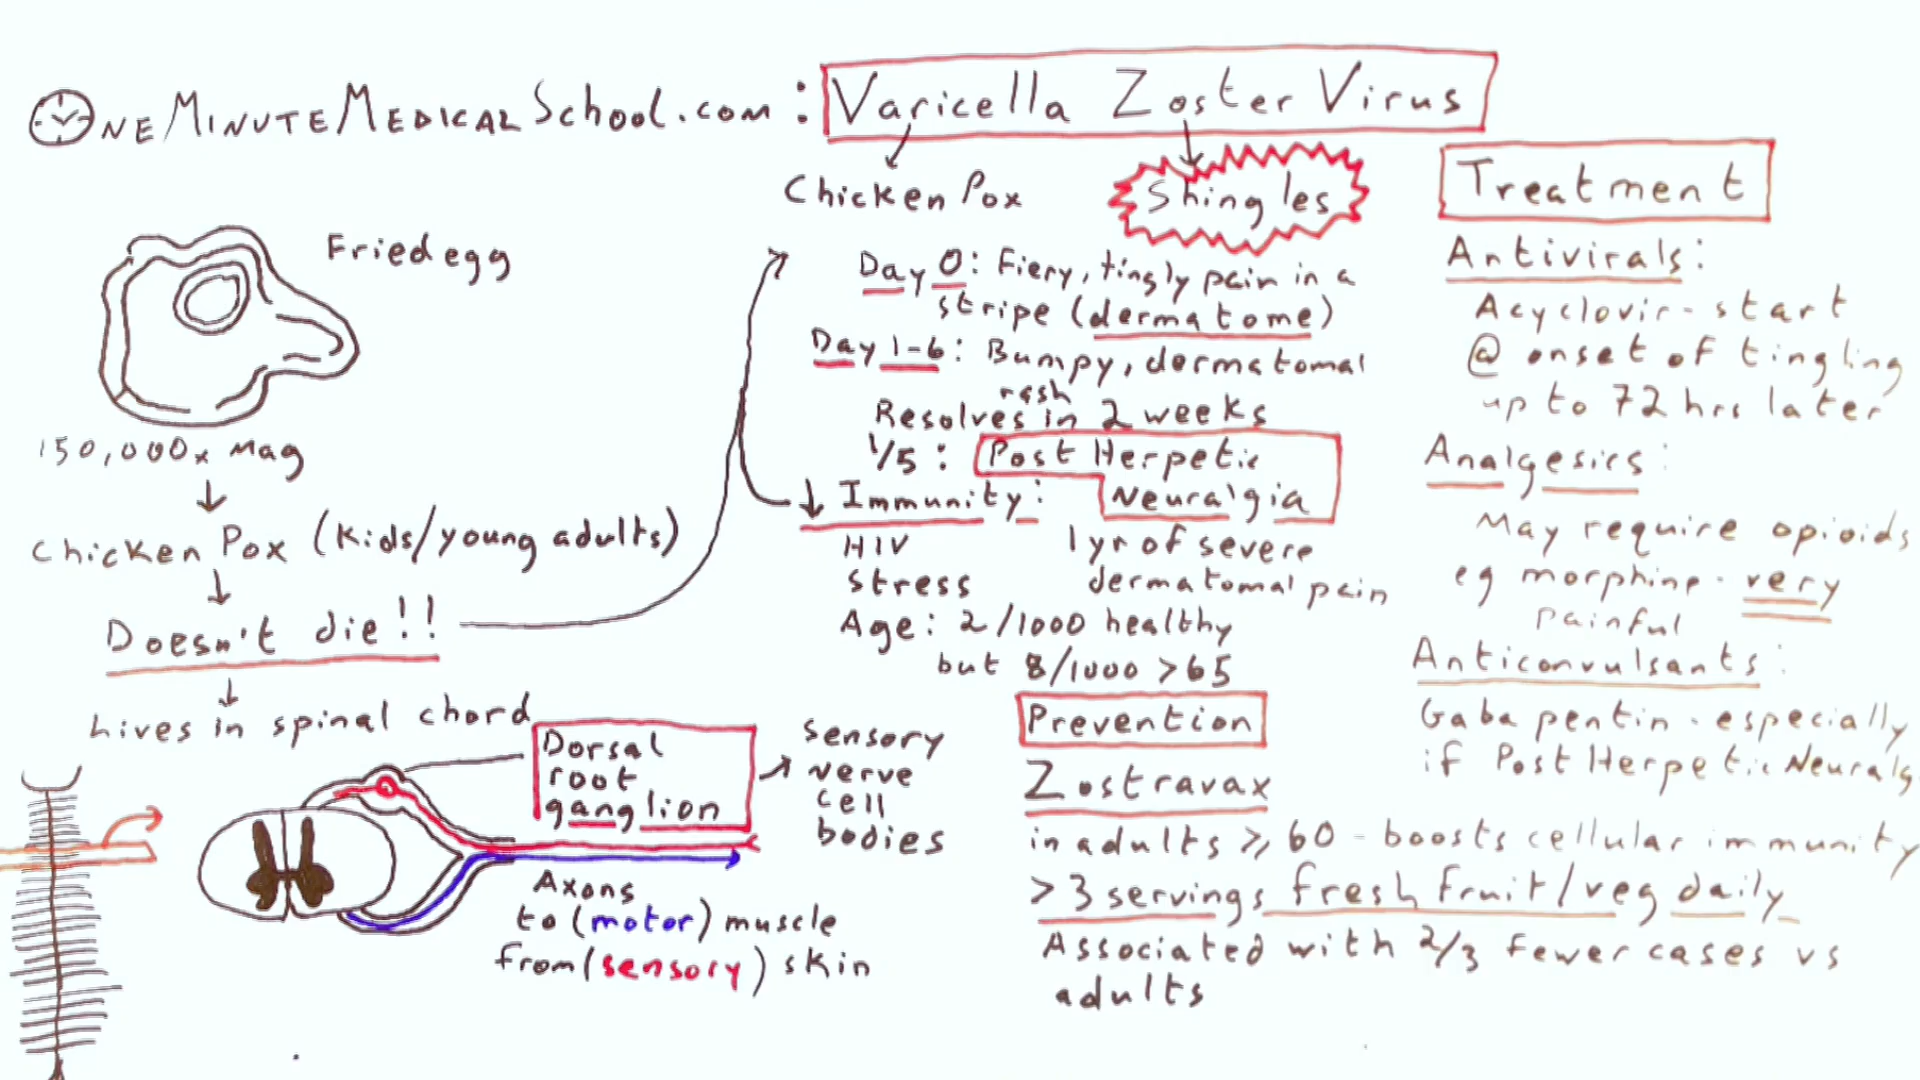 OneMinuteMedicalSchool.com : Varicella Zoster Virus
Chicken Pox
Shingles
Day 0: Fiery, tingly pain in a
stripe (dermatome)
Day 1-6: Bumpy, dermatomal
rash
Resolves in 2 weeks
1/5: Post Herpetic
Neuralgia
↓ Immunity:
HIV
stress
1 yr of severe
dermatomal pain
Age: 2/1000 healthy
but 8/1000 >65
Fried egg
150,000x Mag
Chicken Pox (kids/young adults)
Doesn't die!!
Lives in spinal chord
Dorsal
root
ganglion
sensory
nerve
cell
bodies
Axons
to (motor) muscle
from (sensory) skin
Prevention
Zostravax
in adults ≥ 60 - boosts cellular immunity
>3 servings fresh fruit/veg daily
Associated with 2/3 fewer cases vs
adults
Treatment
Antivirals:
Acyclovir - start
@ onset of tingling
up to 72 hrs later
Analgesics:
May require opioids
eg morphine - very
painful
Anticonvulsants:
Gabapentin - especially
if Post Herpetic Neuralg